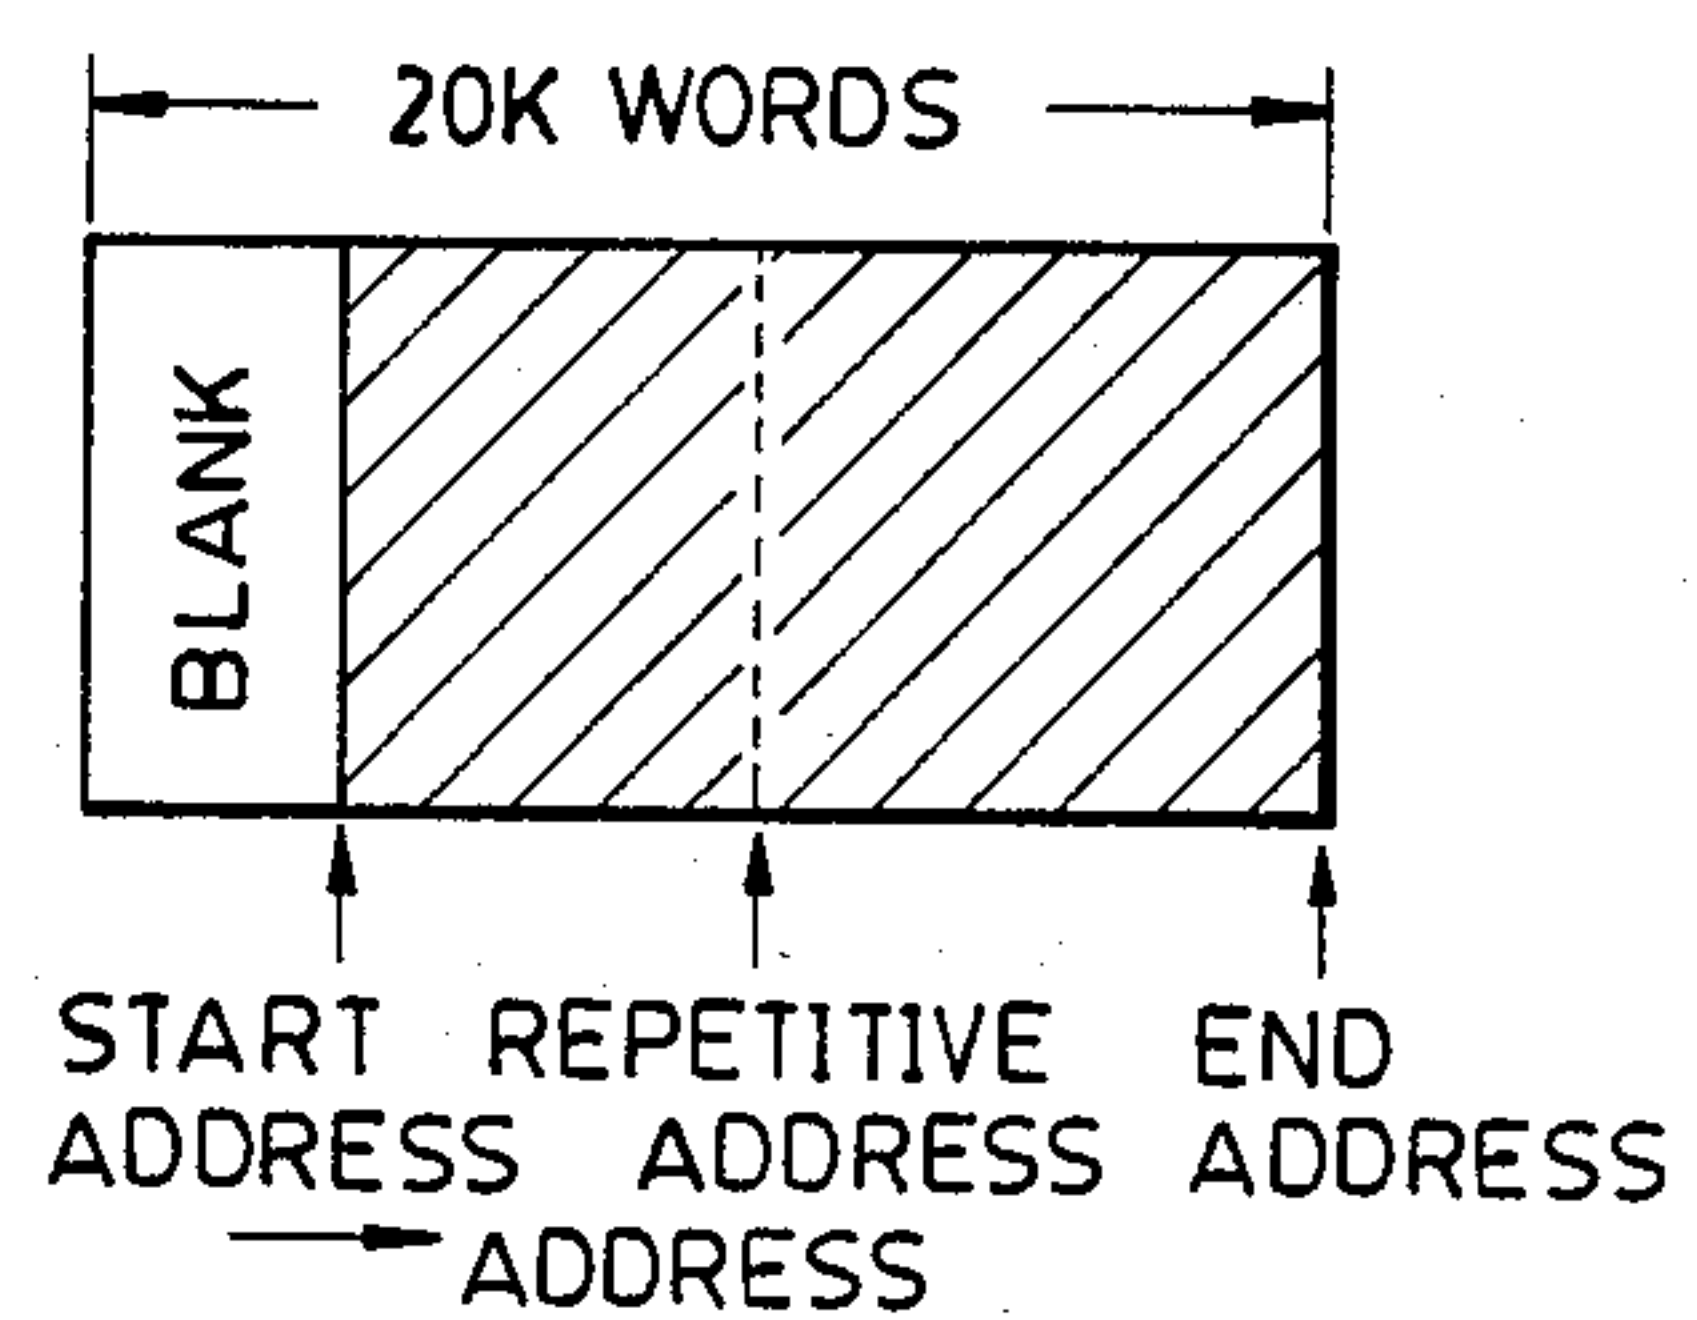 20K WORDS
BLANK
START REPETITIVE END
ADDRESS ADDRESS ADDRESS
ADDRESS